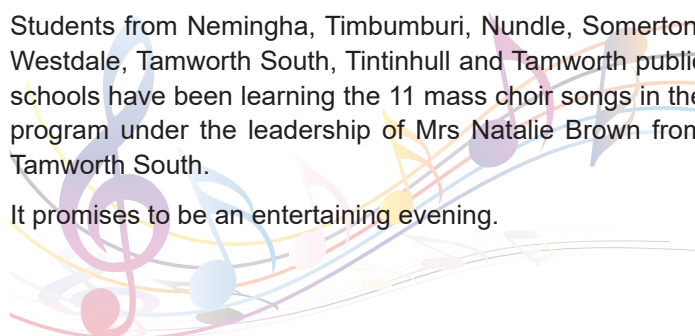 Students from Nemingha, Timbumburi, Nundle, Somerton
Westdale, Tamworth South, Tintinhull and Tamworth public
schools have been learning the 11 mass choir songs in the
program under the leadership of Mrs Natalie Brown from
Tamworth South.
It promises to be an entertaining evening.